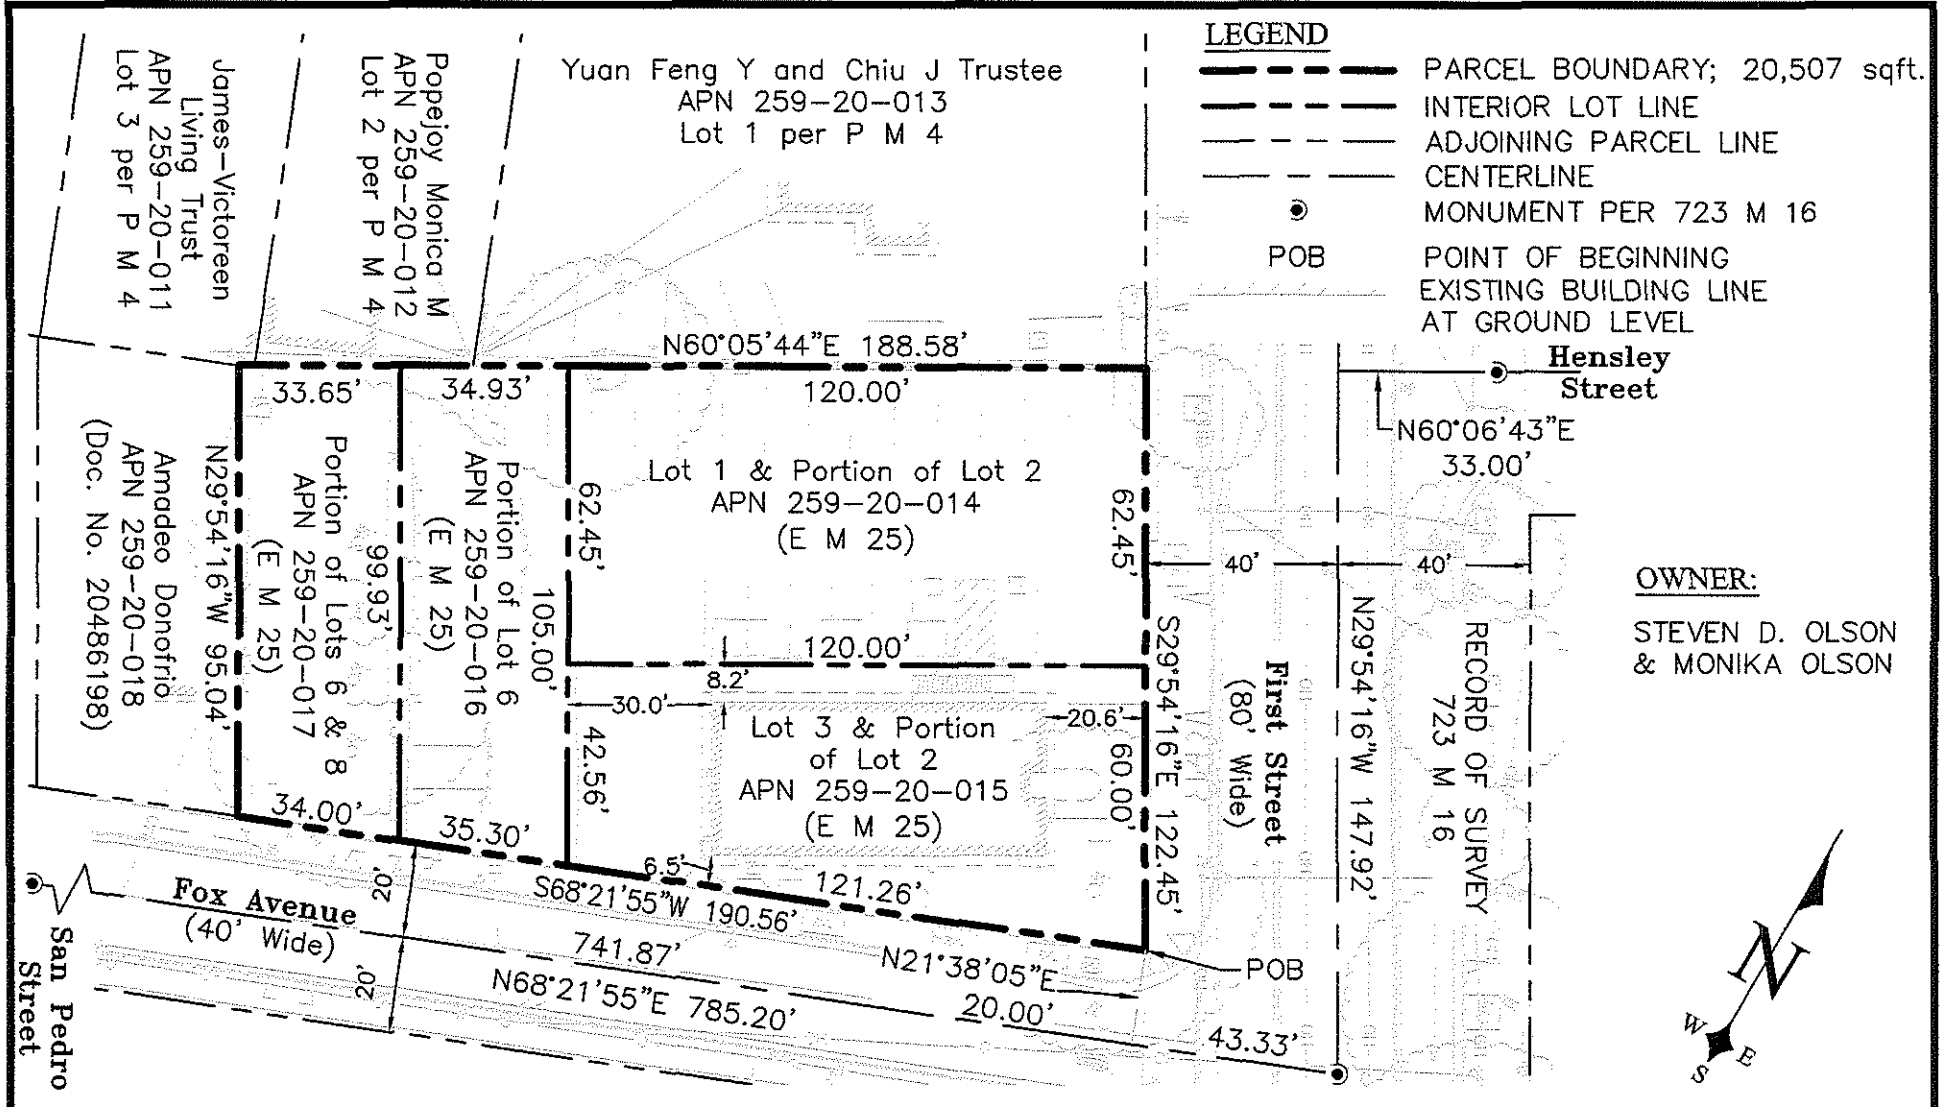 James-Victoreen
Living Trust
APN 259-20-011
Lot 3 per P M 4
Popejoy Monica M
APN 259-20-012
Lot 2 per P M 4
Yuan Feng Y and Chiu J Trustee
APN 259-20-013
Lot 1 per P M 4
LEGEND
PARCEL BOUNDARY; 20,507 sqft.
INTERIOR LOT LINE
ADJOINING PARCEL LINE
CENTERLINE
MONUMENT PER 723 M 16
POB POINT OF BEGINNING
EXISTING BUILDING LINE
AT GROUND LEVEL
N60°05'44"E 188.58'
33.65'
34.93'
120.00'
Hensley
Street
N60°06'43"E
33.00'
Amadeo Donofrio
APN 259-20-018
(Doc. No. 20486198)
N29°54'16"W 95.04'
Portion of Lots 6 & 8
APN 259-20-017
(E M 25)
99.93'
Portion of Lot 6
APN 259-20-016
(E M 25)
105.00'
62.45'
Lot 1 & Portion of Lot 2
APN 259-20-014
(E M 25)
62.45'
40'
40'
120.00'
8.2'
30.0'
20.6'
42.56'
Lot 3 & Portion
of Lot 2
APN 259-20-015
(E M 25)
60.00'
S29°54'16"E 122.45'
First Street
(80' Wide)
N29°54'16"W 147.92'
RECORD OF SURVEY
723 M 16
OWNER:
STEVEN D. OLSON
& MONIKA OLSON
34.00'
35.30'
6.5'
121.26'
S68°21'55"W 190.56'
Fox Avenue
(40' Wide)
20'
20'
741.87'
N68°21'55"E 785.20'
N21°38'05"E
20.00'
POB
43.33'
San Pedro
Street
N
W
E
S